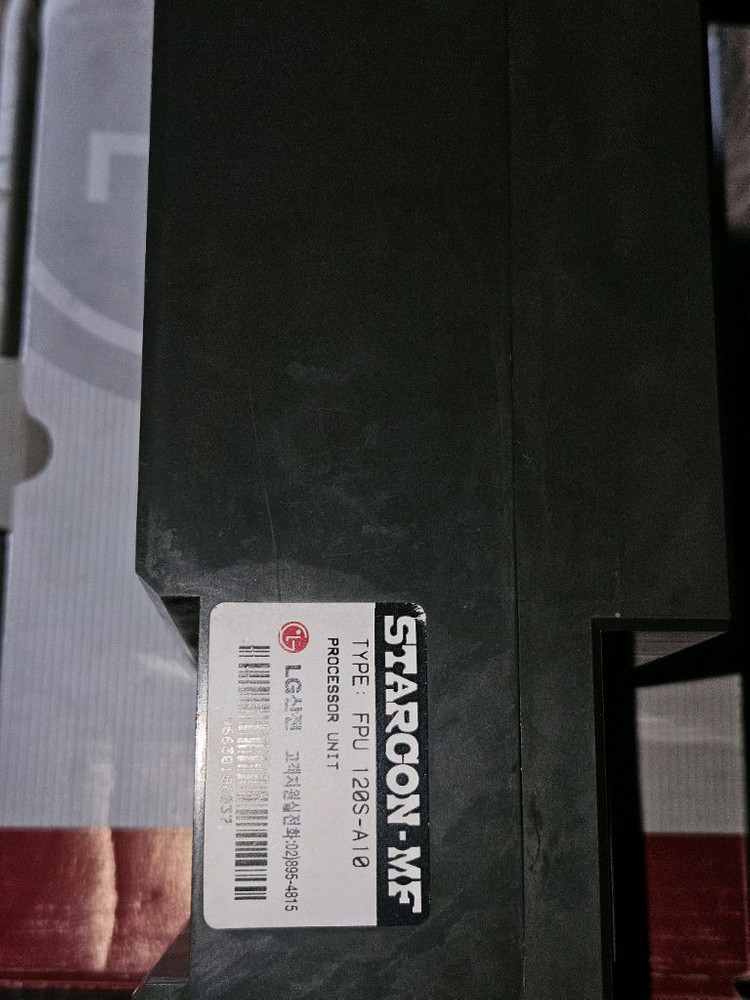 STARCON-MF
TYPE: FPU 120S-A10
PROCESSOR UNIT
LG산전 고객지원실전화:02)895-4815